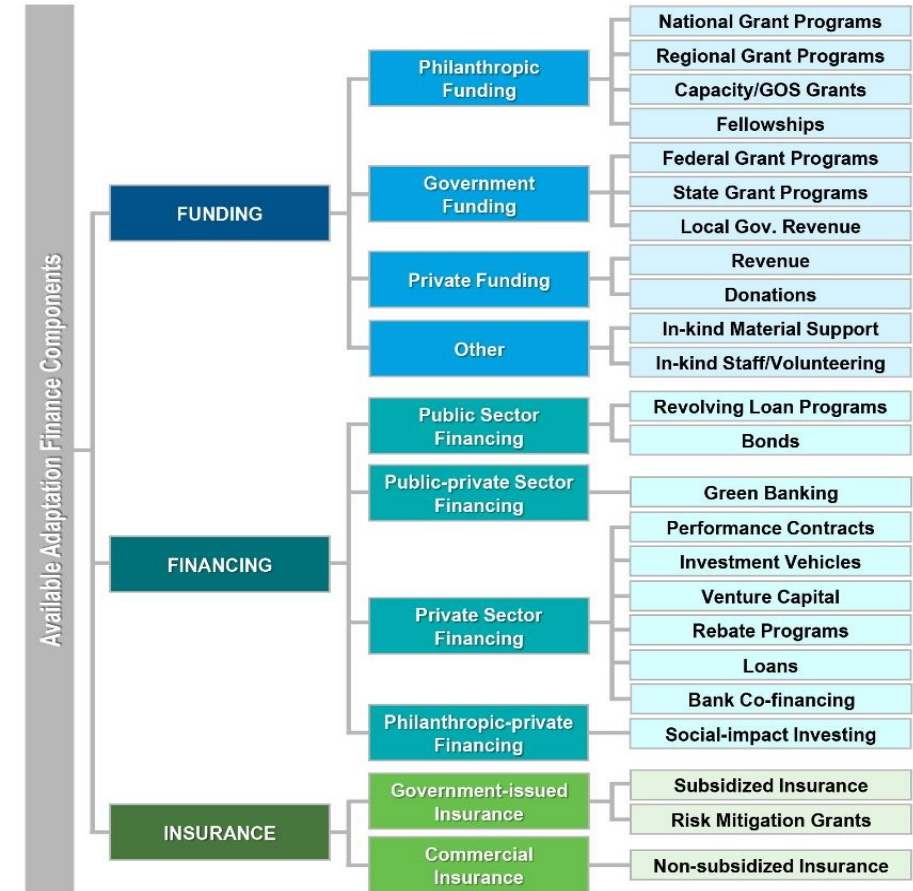 Available Adaptation Finance Components
FUNDING
Philanthropic
Funding
National Grant Programs
Regional Grant Programs
Capacity/GOS Grants
Fellowships
Government
Funding
Federal Grant Programs
State Grant Programs
Local Gov. Revenue
Private Funding
Revenue
Donations
Other
In-kind Material Support
In-kind Staff/Volunteering
FINANCING
Public Sector
Financing
Revolving Loan Programs
Bonds
Public-private Sector
Financing
Green Banking
Private Sector
Financing
Performance Contracts
Investment Vehicles
Venture Capital
Rebate Programs
Loans
Bank Co-financing
Philanthropic-private
Financing
Social-impact Investing
INSURANCE
Government-issued
Insurance
Subsidized Insurance
Risk Mitigation Grants
Commercial
Insurance
Non-subsidized Insurance